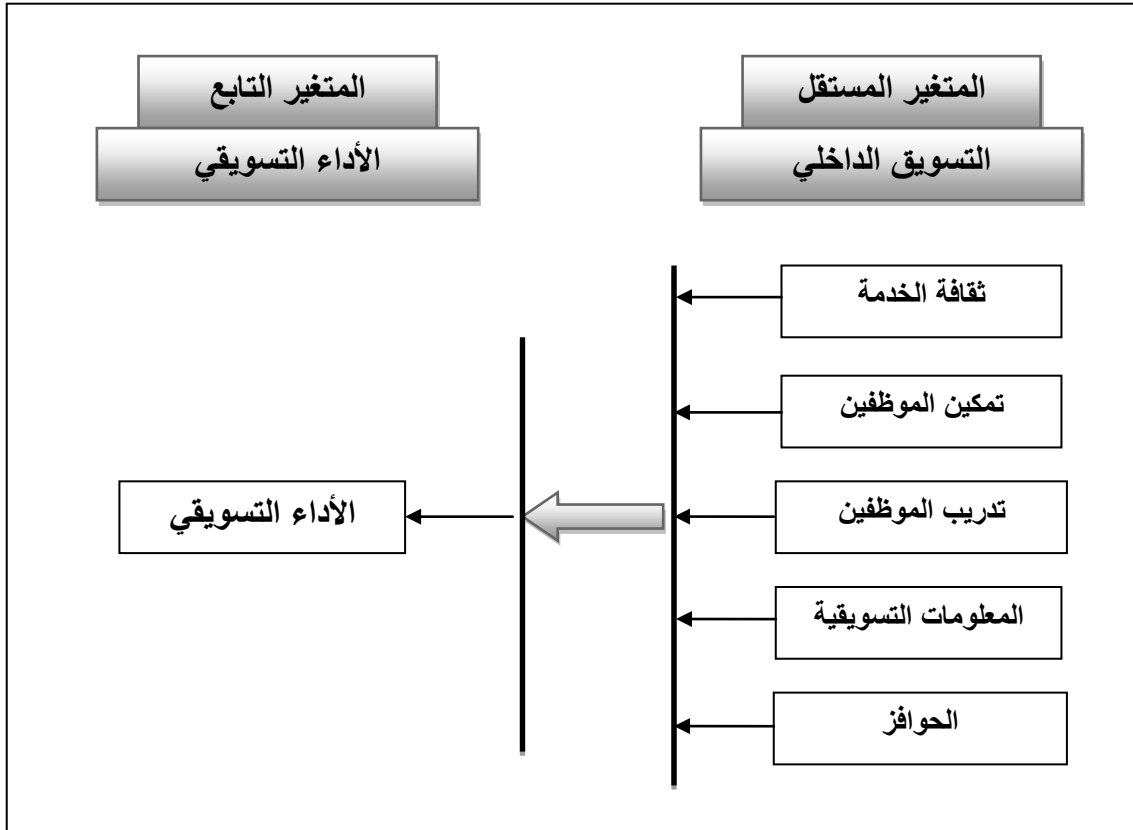 المتغير المستقل
التسويق الداخلي
المتغير التابع
الأداء التسويقي
ثقافة الخدمة
تمكين الموظفين
تدريب الموظفين
المعلومات التسويقية
الحوافز
الأداء التسويقي